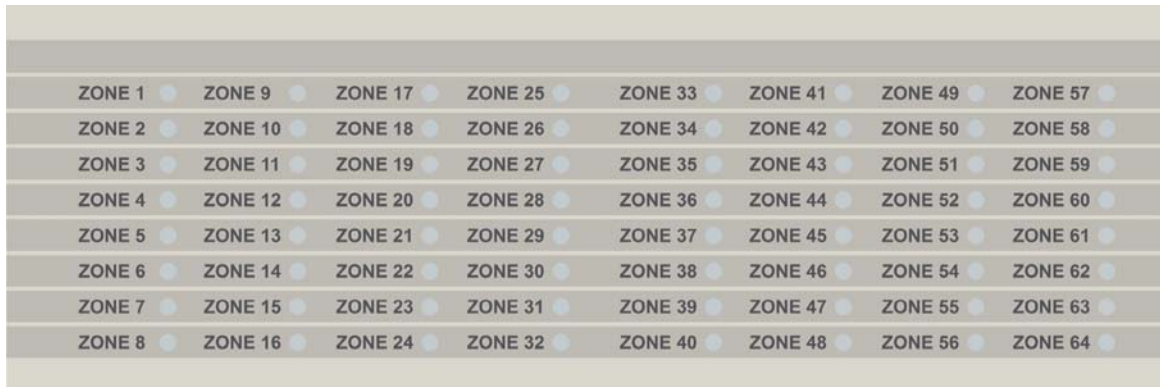 ZONE 1 ZONE 9 ZONE 17 ZONE 25 ZONE 33 ZONE 41 ZONE 49 ZONE 57
ZONE 2 ZONE 10 ZONE 18 ZONE 26 ZONE 34 ZONE 42 ZONE 50 ZONE 58
ZONE 3 ZONE 11 ZONE 19 ZONE 27 ZONE 35 ZONE 43 ZONE 51 ZONE 59
ZONE 4 ZONE 12 ZONE 20 ZONE 28 ZONE 36 ZONE 44 ZONE 52 ZONE 60
ZONE 5 ZONE 13 ZONE 21 ZONE 29 ZONE 37 ZONE 45 ZONE 53 ZONE 61
ZONE 6 ZONE 14 ZONE 22 ZONE 30 ZONE 38 ZONE 46 ZONE 54 ZONE 62
ZONE 7 ZONE 15 ZONE 23 ZONE 31 ZONE 39 ZONE 47 ZONE 55 ZONE 63
ZONE 8 ZONE 16 ZONE 24 ZONE 32 ZONE 40 ZONE 48 ZONE 56 ZONE 64